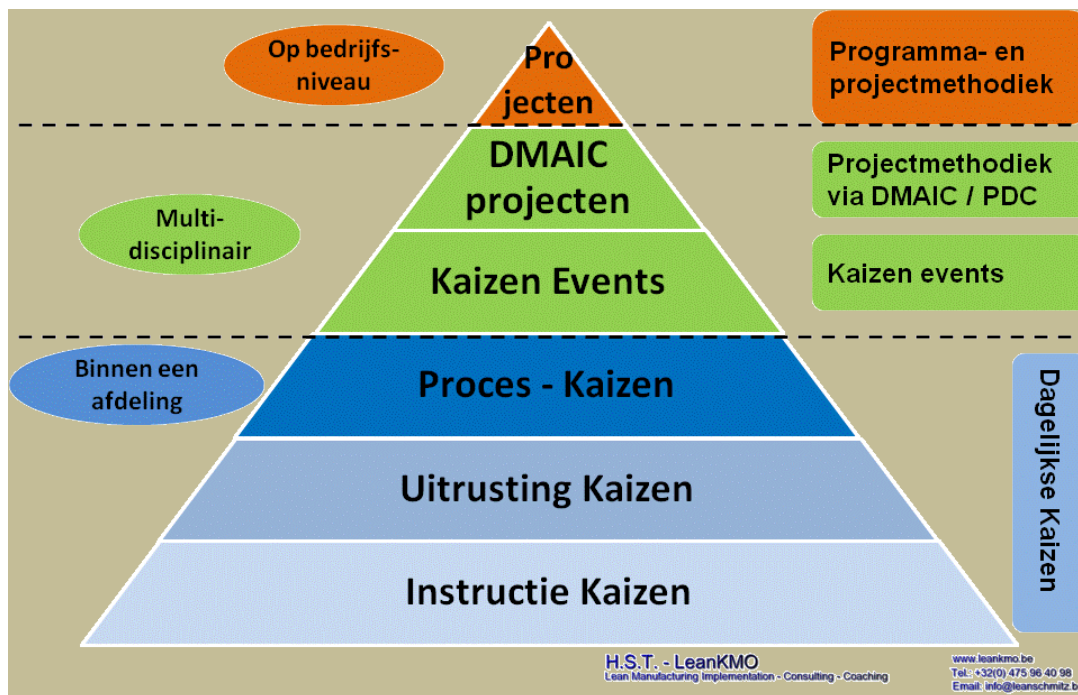 Op bedrijfs-
niveau
Pro
jecten
Programma- en
projectmethodiek
DMAIC
projecten
Projectmethodiek
via DMAIC / PDC
Multi-
disciplinair
Kaizen Events
Kaizen events
Binnen een
afdeling
Proces - Kaizen
Uitrusting Kaizen
Instructie Kaizen
Dagelijkse Kaizen
H.S.T. - LeanKMO
Lean Manufacturing Implementation - Consulting - Coaching
www.leankmo.be
Tel.: +32(0) 475 96 40 98
Email: info@leanschmitz.b